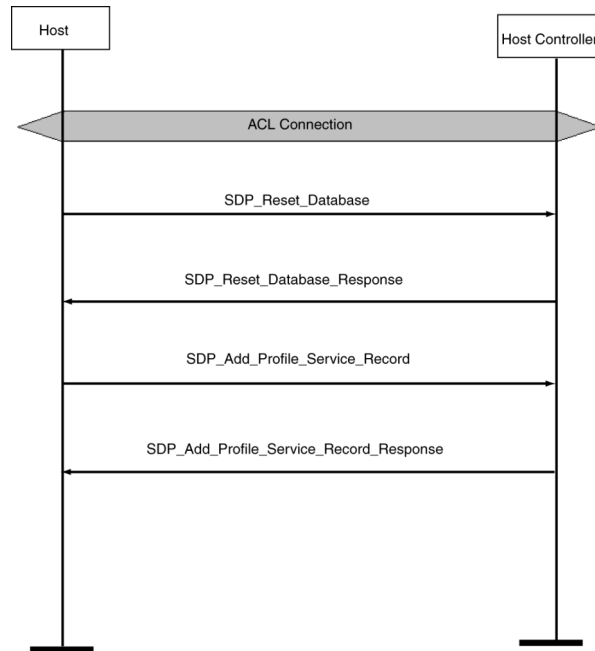 Host
Host Controller
ACL Connection
SDP_Reset_Database
SDP_Reset_Database_Response
SDP_Add_Profile_Service_Record
SDP_Add_Profile_Service_Record_Response